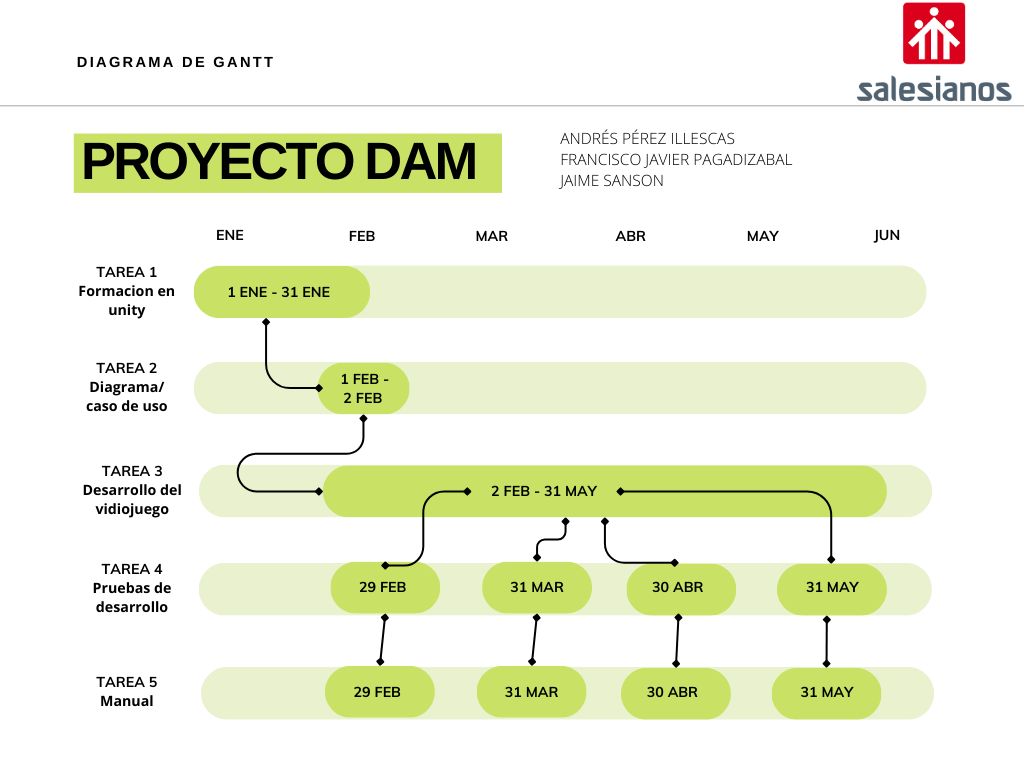 DIAGRAMA DE GANTT
salesianos
PROYECTO DAM
ANDRÉS PÉREZ ILLESCAS
FRANCISCO JAVIER PAGADIZABAL
JAIME SANSON
ENE FEB MAR ABR MAY JUN
TAREA 1
Formacion en
unity
1 ENE - 31 ENE
TAREA 2
Diagrama/
caso de uso
1 FEB -
2 FEB
TAREA 3
Desarrollo del
vidiojuego
2 FEB - 31 MAY
TAREA 4
Pruebas de
desarrollo
29 FEB 31 MAR 30 ABR 31 MAY
TAREA 5
Manual
29 FEB 31 MAR 30 ABR 31 MAY